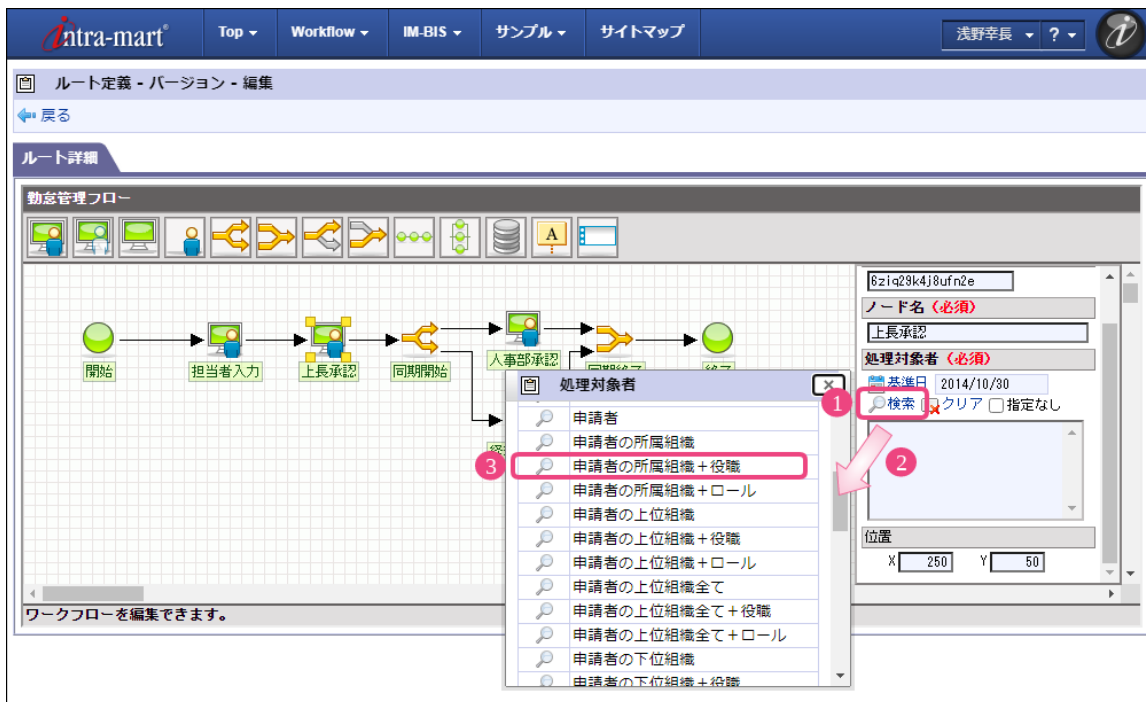 intra-mart® Top Workflow IM-BIS サンプル サイトマップ 浅野幸長 ?
ルート定義 - バージョン - 編集
戻る
ルート詳細
勤怠管理フロー
A
開始
担当者入力
上長承認
同期開始
人事部承認
6ziq29k4j8ufn2e
ノード名（必須）
上長承認
処理対象者（必須）
基準日 2014/10/30
検索 クリア 指定なし
位置
X 250 Y 50
処理対象者
申請者
申請者の所属組織
申請者の所属組織＋役職
申請者の所属組織＋ロール
申請者の上位組織
申請者の上位組織＋役職
申請者の上位組織＋ロール
申請者の上位組織全て
申請者の上位組織全て＋役職
申請者の上位組織全て＋ロール
申請者の下位組織
申請者の下位組織＋役職
1
2
3
ワークフローを編集できます。